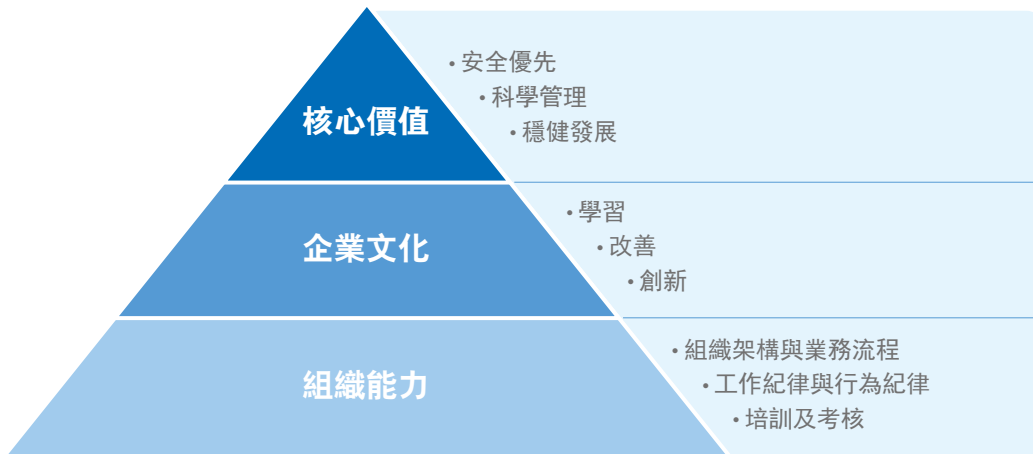 核心價值
• 安全優先
• 科學管理
• 穩健發展
企業文化
• 學習
• 改善
• 創新
組織能力
• 組織架構與業務流程
• 工作紀律與行為紀律
• 培訓及考核